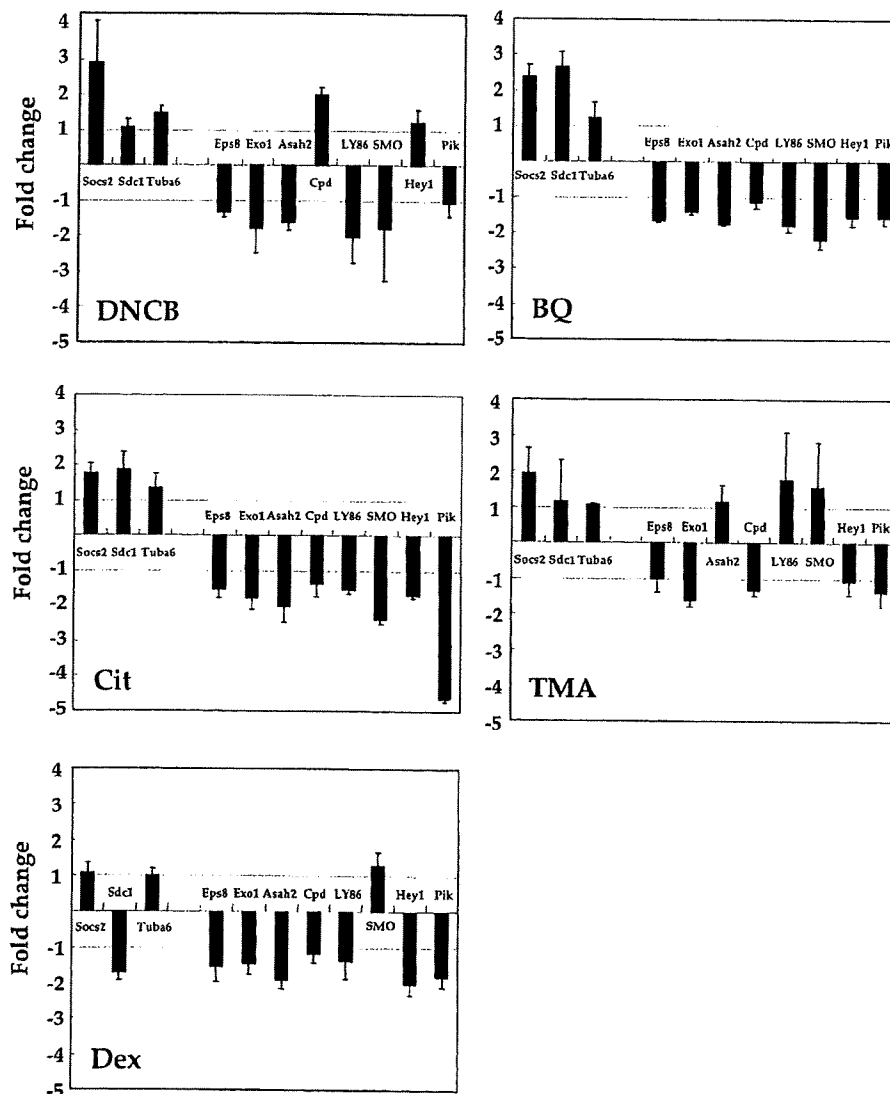 4
3
2
1
-1
-2
-3
-4
-5
Fold change
Eps8 Exo1 Asah2 LY86 SMO Pik
Socs2 Sdc1 Tuba6 Cpd Hey1
DNCB
4
3
2
1
-1
-2
-3
-4
-5
Eps8 Exo1 Asah2 Cpd LY86 SMO Hey1 Pik
Socs2 Sdc1 Tuba6
BQ
4
3
2
1
-1
-2
-3
-4
-5
Fold change
Eps8 Exo1 Asah2 Cpd LY86 SMO Hey1 Pik
Socs2 Sdc1 Tuba6
Cit
4
3
2
1
-1
-2
-3
-4
-5
Eps8 Exo1 Cpd Hey1 Pik
Socs2 Sdc1 Tuba6 Asah2 LY86 SMO
TMA
4
3
2
1
-1
-2
-3
-4
-5
Fold change
Sdc1 Eps8 Exo1 Asah2 Cpd LY86 Hey1 Pik
Socs2 Tuba6 SMO
Dex